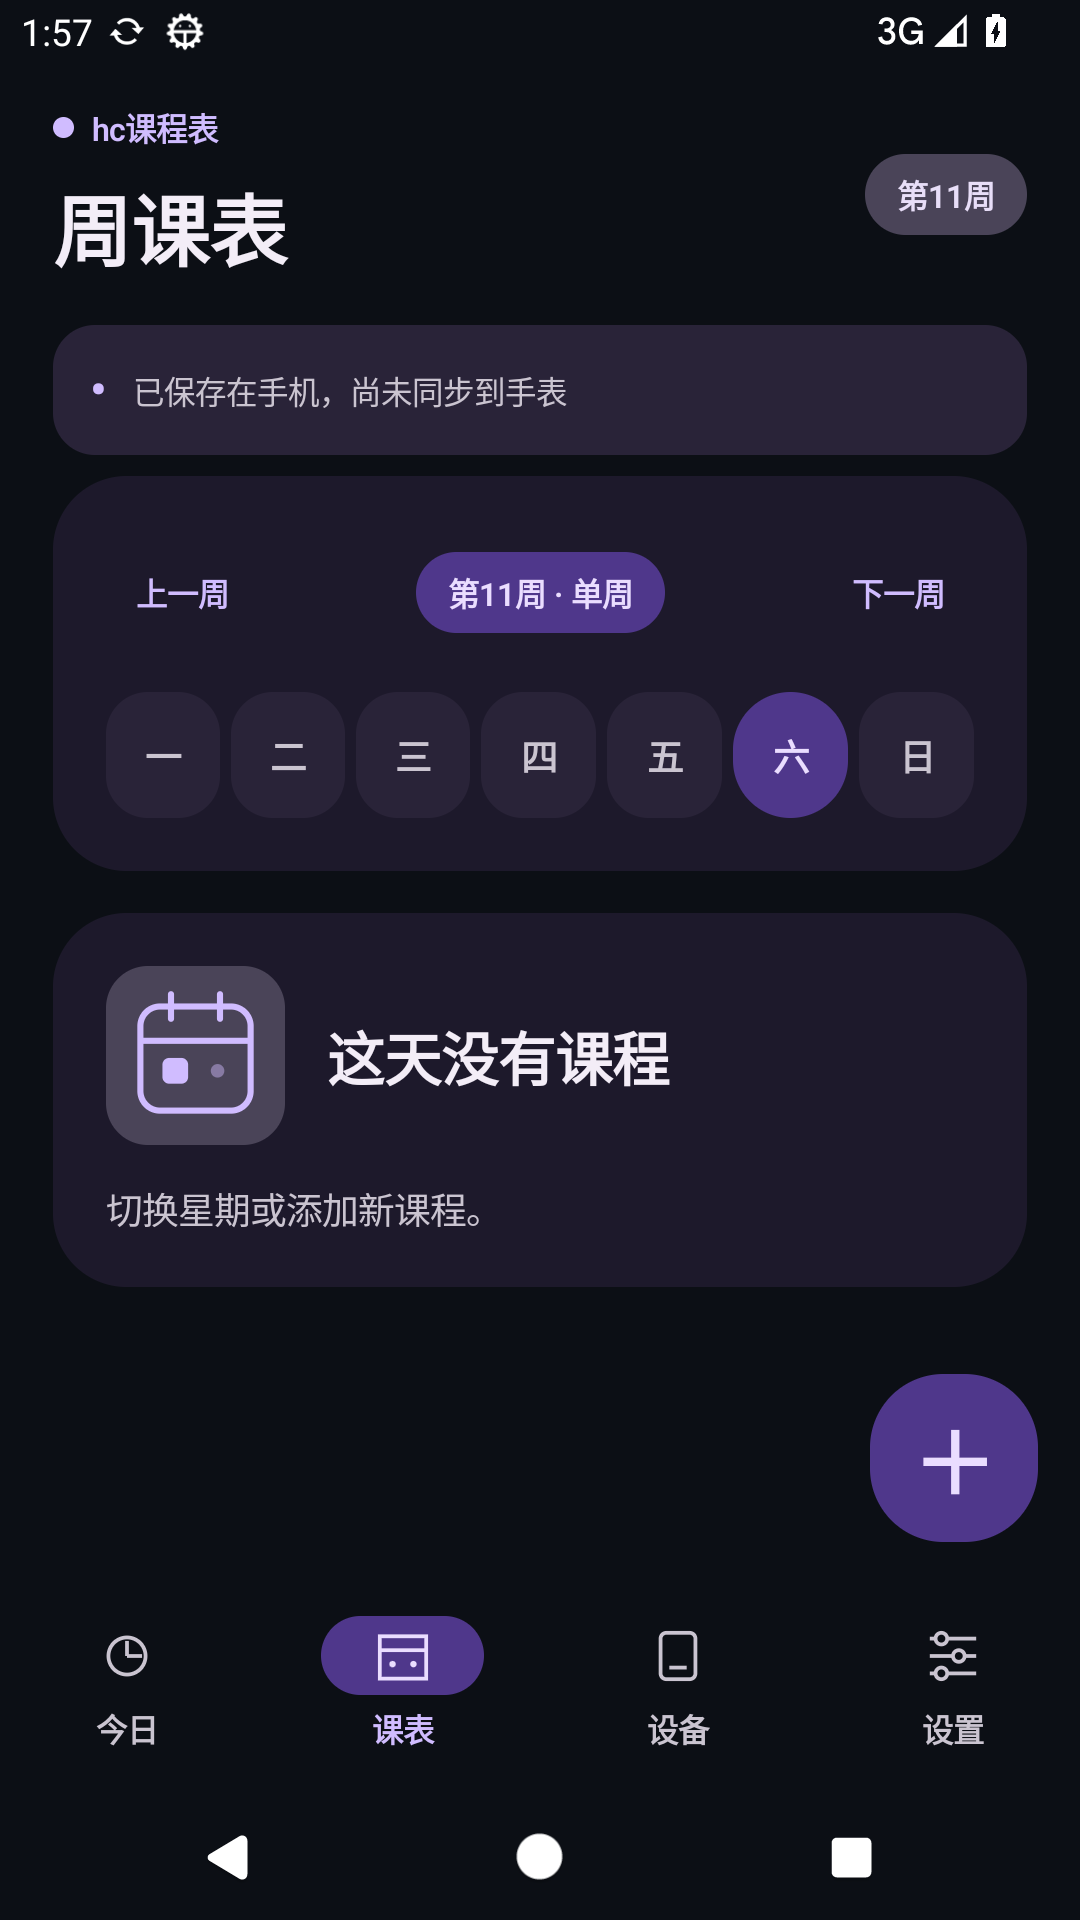 1:57
3G
hc课程表
周课表
第11周
已保存在手机，尚未同步到手表
上一周
第11周 · 单周
下一周
一
二
三
四
五
六
日
这天没有课程
切换星期或添加新课程。
今日
课表
设备
设置